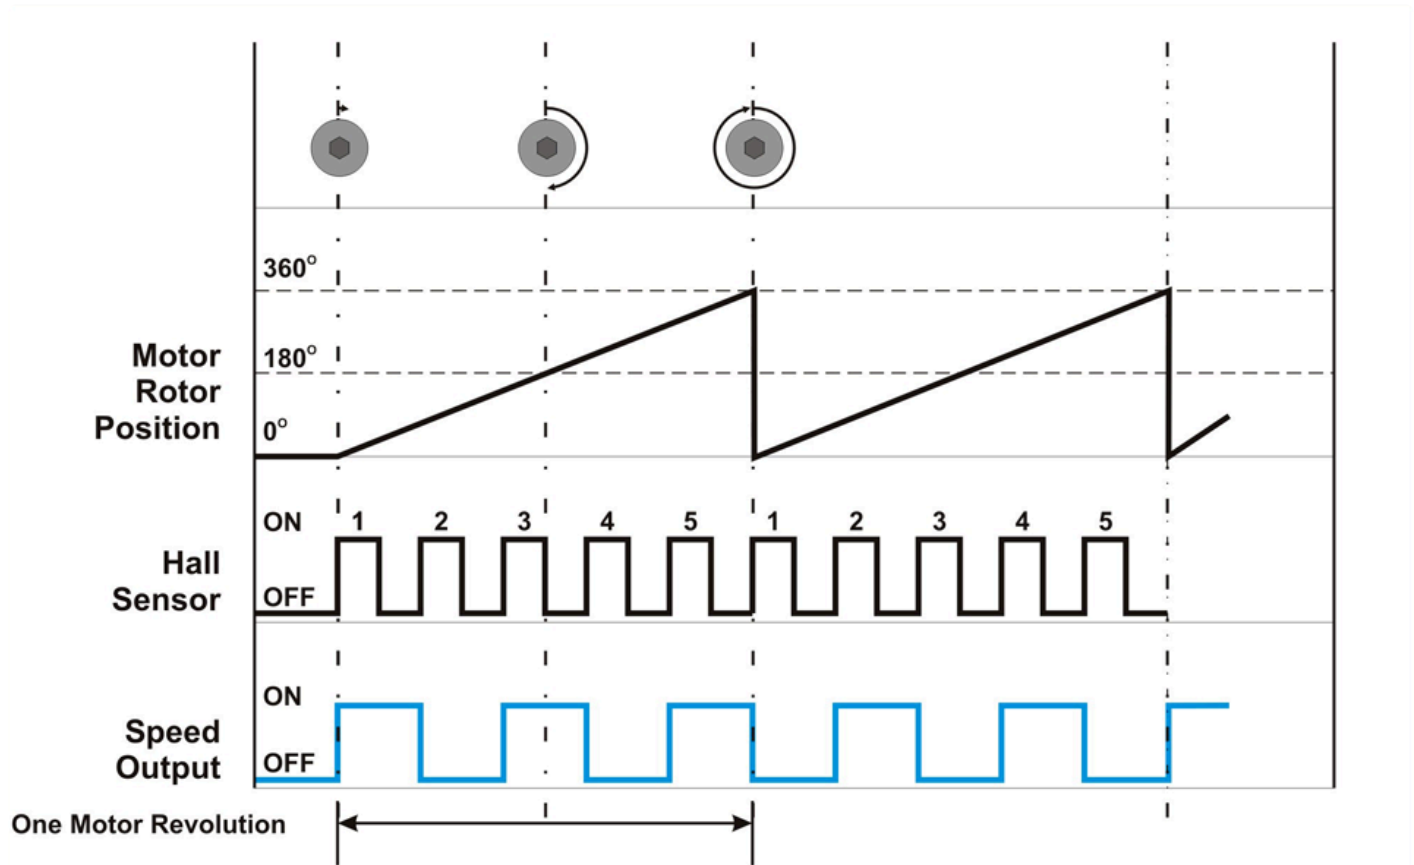 360°
Motor
Rotor
Position
180°
0°
ON
1 2 3 4 5 1 2 3 4 5
Hall
Sensor
OFF
ON
Speed
Output
OFF
One Motor Revolution